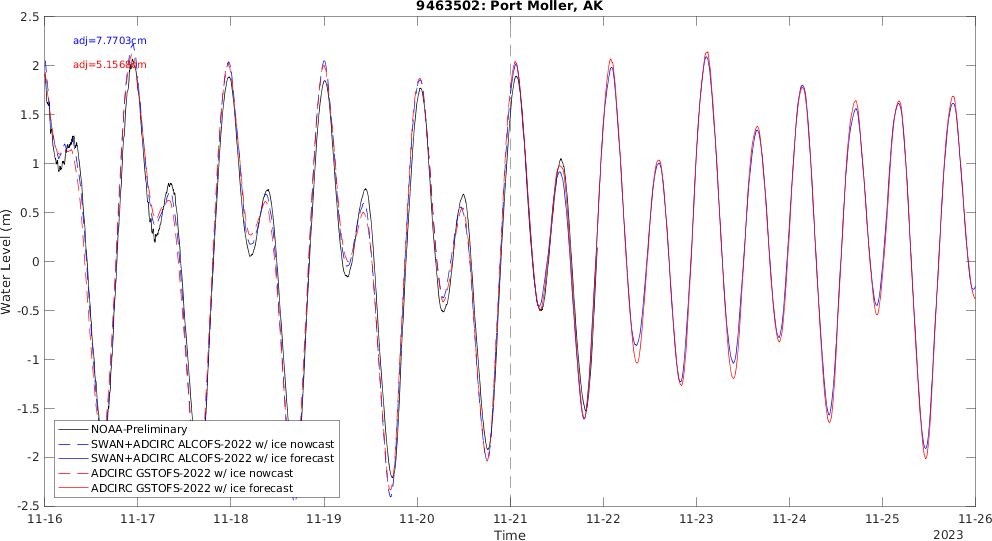 9463502: Port Moller, AK
adj=7.7703cm
adj=5.1568cm
2.5
2
1.5
1
0.5
0
-0.5
-1
-1.5
-2
-2.5
Water Level (m)
NOAA-Preliminary
SWAN+ADCIRC ALCOFS-2022 w/ ice nowcast
SWAN+ADCIRC ALCOFS-2022 w/ ice forecast
ADCIRC GSTOFS-2022 w/ ice nowcast
ADCIRC GSTOFS-2022 w/ ice forecast
11-16 11-17 11-18 11-19 11-20 11-21 11-22 11-23 11-24 11-25 11-26
Time
2023